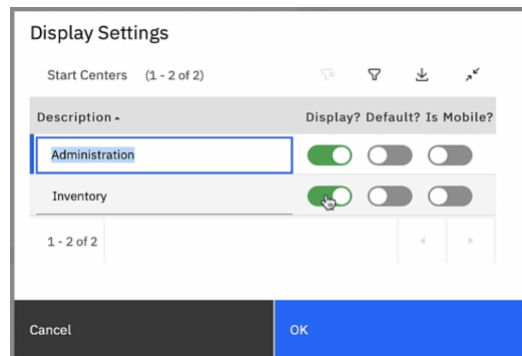 Display Settings
Start Centers (1 - 2 of 2)
Description Display? Default? Is Mobile?
Administration
Inventory
1 - 2 of 2
Cancel OK